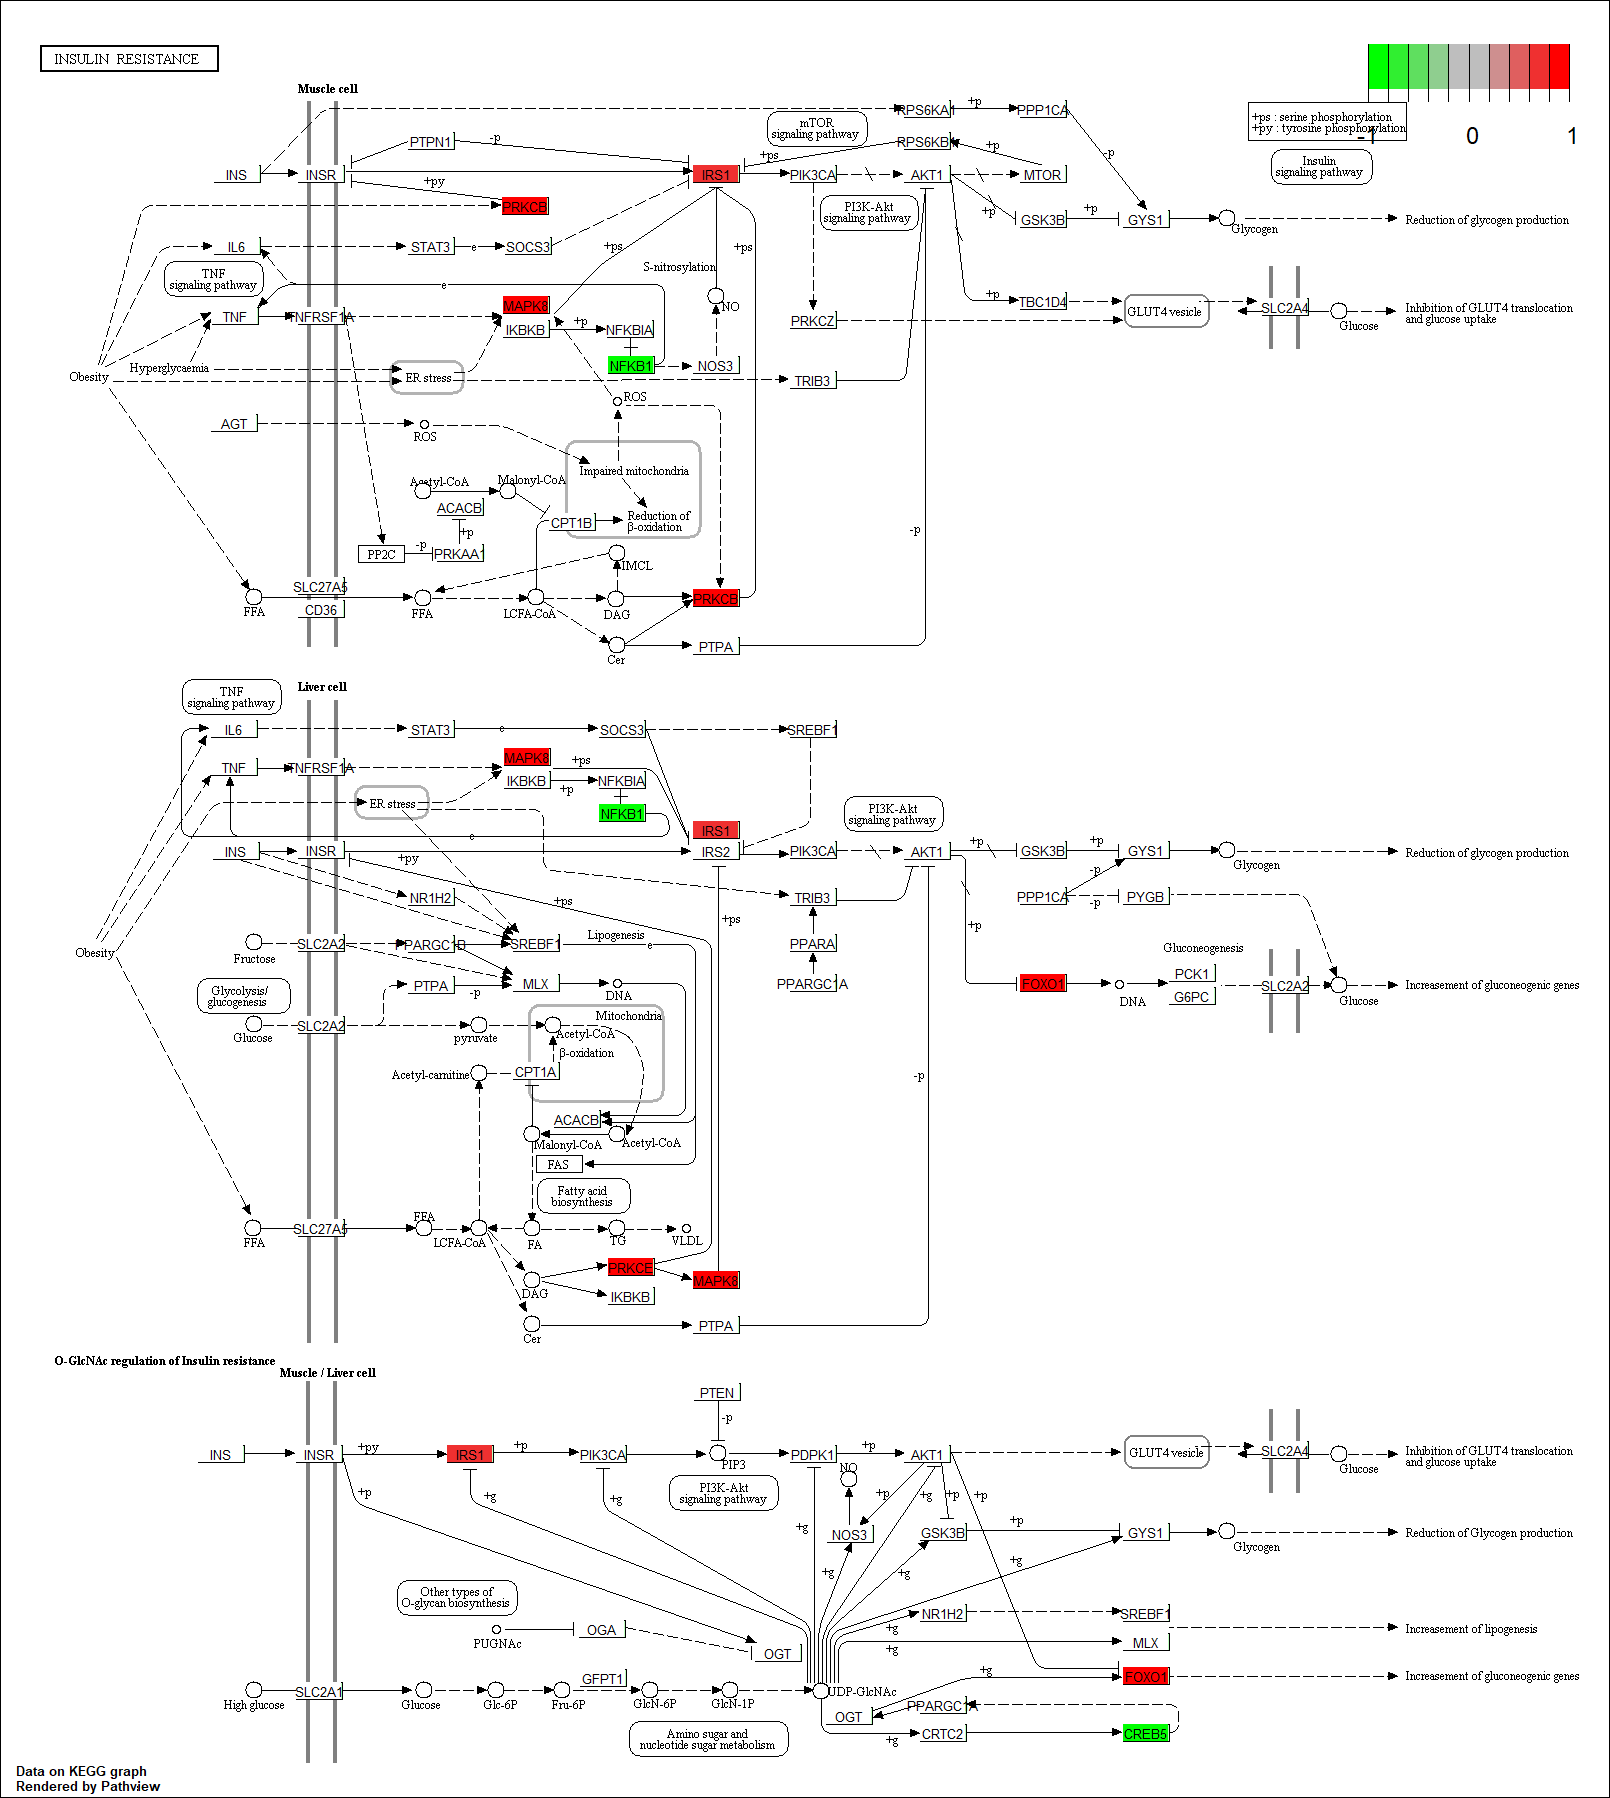 INSULIN RESISTANCE
-1 0 1
+ps : serine phosphorylation
+py : tyrosine phosphorylation
Insulin
signaling pathway
Muscle cell
RPS6KA1 +p PPP1CA
mTOR
signaling pathway
PTPN1 -p
RPS6KB1
+ps +p -p
INS INSR IRS1 PIK3CA AKT1 MTOR
+py
PRKCB
PI3K-Akt
signaling pathway
+p GSK3B +p GYS1 Glycogen Reduction of glycogen production
IL6 STAT3 e SOCS3 +ps +ps
TNF
signaling pathway
S-nitrosylation
e
NO
MAPK8
+p TBC1D4 GLUT4 vesicle SLC2A4 Glucose
Inhibition of GLUT4 translocation
and glucose uptake
TNF TNFRSF1A IKBKB +p NFKBIA PRKCZ
Hyperglycaemia
NFKB1 NOS3
Obesity ER stress TRIB3
ROS
AGT ROS
Impaired mitochondria
Acetyl-CoA Malonyl-CoA
ACACB
Reduction of
β-oxidation
CPT1B
+p -p
PP2C -p PRKAA1
IMCL
SLC27A5
FFA CD36 FFA LCFA-CoA DAG PRKCB
Cer PTPA
Liver cell
TNF
signaling pathway
IL6 STAT3 e SOCS3 SREBF1
MAPK8 +ps
TNF TNFRSF1A IKBKB +p NFKBIA
ER stress NFKB1
PI3K-Akt
signaling pathway
e IRS1
INS INSR +py IRS2 PIK3CA AKT1 +p GSK3B +p GYS1 Glycogen Reduction of glycogen production
-p
NR1H2 +ps TRIB3 PPP1CA -p PYGB
+ps +p
Lipogenesis
Fructose SLC2A2 PPARGC1B SREBF1 e PPARA
Obesity
Gluconeogenesis
Glycolysis/
glucogenesis
PTPA -p MLX DNA PPARGC1A FOXO1 DNA PCK1
G6PC SLC2A2 Glucose Increasement of gluconeogenic genes
Mitochondria
Glucose SLC2A2 pyruvate Acetyl-CoA
β-oxidation
Acetyl-carnitine CPT1A
-p
ACACB
Malonyl-CoA Acetyl-CoA
FAS
Fatty acid
biosynthesis
FFA SLC27A5 FFA LCFA-CoA FA TG VLDL
PRKCE
DAG MAPK8
IKBKB
Cer PTPA
O-GlcNAc regulation of Insulin resistance
Muscle / Liver cell
PTEN
-p
INS INSR +py IRS1 +p PIK3CA PIP3 PDPK1 +p AKT1 GLUT4 vesicle SLC2A4 Glucose
Inhibition of GLUT4 translocation
and glucose uptake
NO
PI3K-Akt
signaling pathway
+p +g +g +p +g +p +p
+g NOS3 GSK3B +p GYS1 Glycogen Reduction of Glycogen production
+g +g +g
Other types of
O-glycan biosynthesis
NR1H2 SREBF1
+g
PUGNAc OGA Increasement of lipogenesis
+g MLX
OGT
GFPT1 +g FOXO1 Increasement of gluconeogenic genes
High glucose SLC2A1 Glucose Glc-6P Fru-6P GlcN-6P GlcN-1P UDP-GlcNAc
OGT PPARGC1A
Amino sugar and
nucleotide sugar metabolism
+g CRTC2 CREB5
Data on KEGG graph
Rendered by Pathview